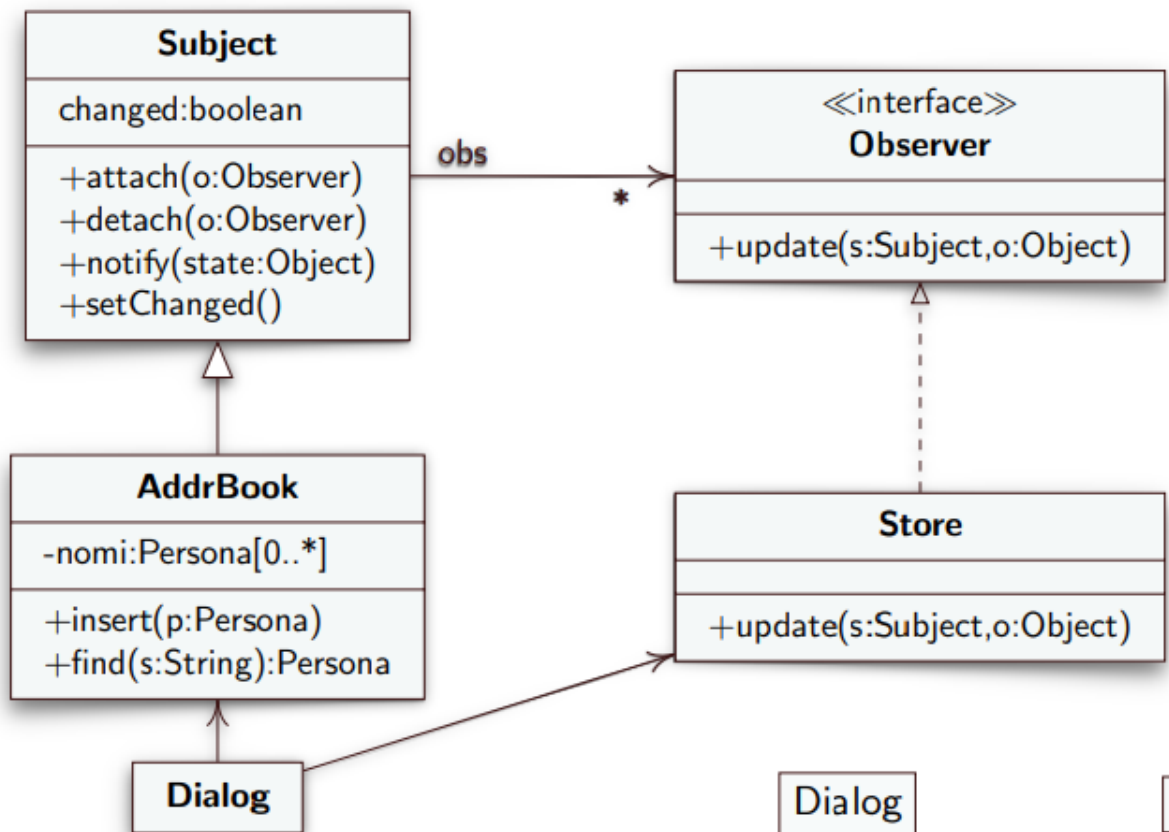 Subject
changed:boolean
+attach(o:Observer)
+detach(o:Observer)
+notify(state:Object)
+setChanged()
obs
*
≪interface≫
Observer
+update(s:Subject,o:Object)
AddrBook
-nomi:Persona[0..*]
+insert(p:Persona)
+find(s:String):Persona
Store
+update(s:Subject,o:Object)
Dialog
Dialog